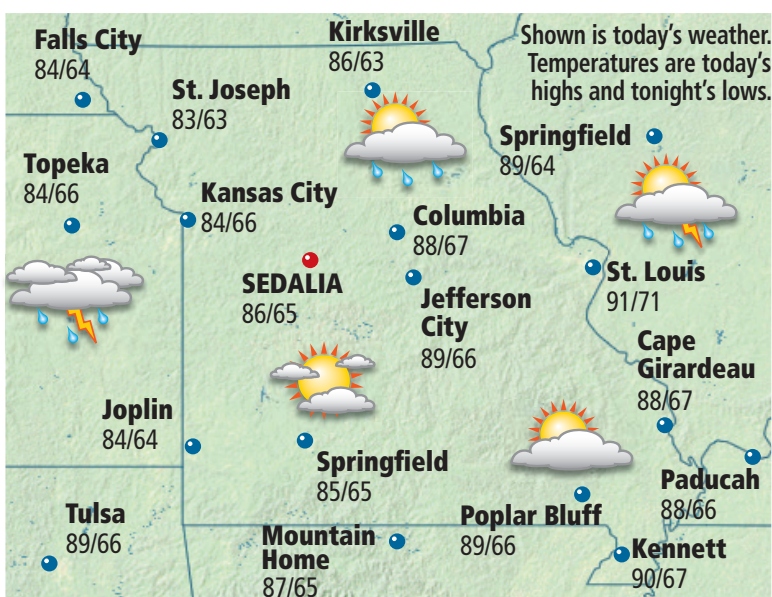 Falls City
84/64
Kirksville
86/63
Shown is today's weather.
Temperatures are today's
highs and tonight's lows.
St. Joseph
83/63
Springfield
89/64
Topeka
84/66
Kansas City
84/66
Columbia
88/67
SEDALIA
86/65
St. Louis
91/71
Jefferson
City
89/66
Cape
Girardeau
88/67
Joplin
84/64
Springfield
85/65
Paducah
88/66
Tulsa
89/66
Poplar Bluff
89/66
Mountain
Home
87/65
Kennett
90/67